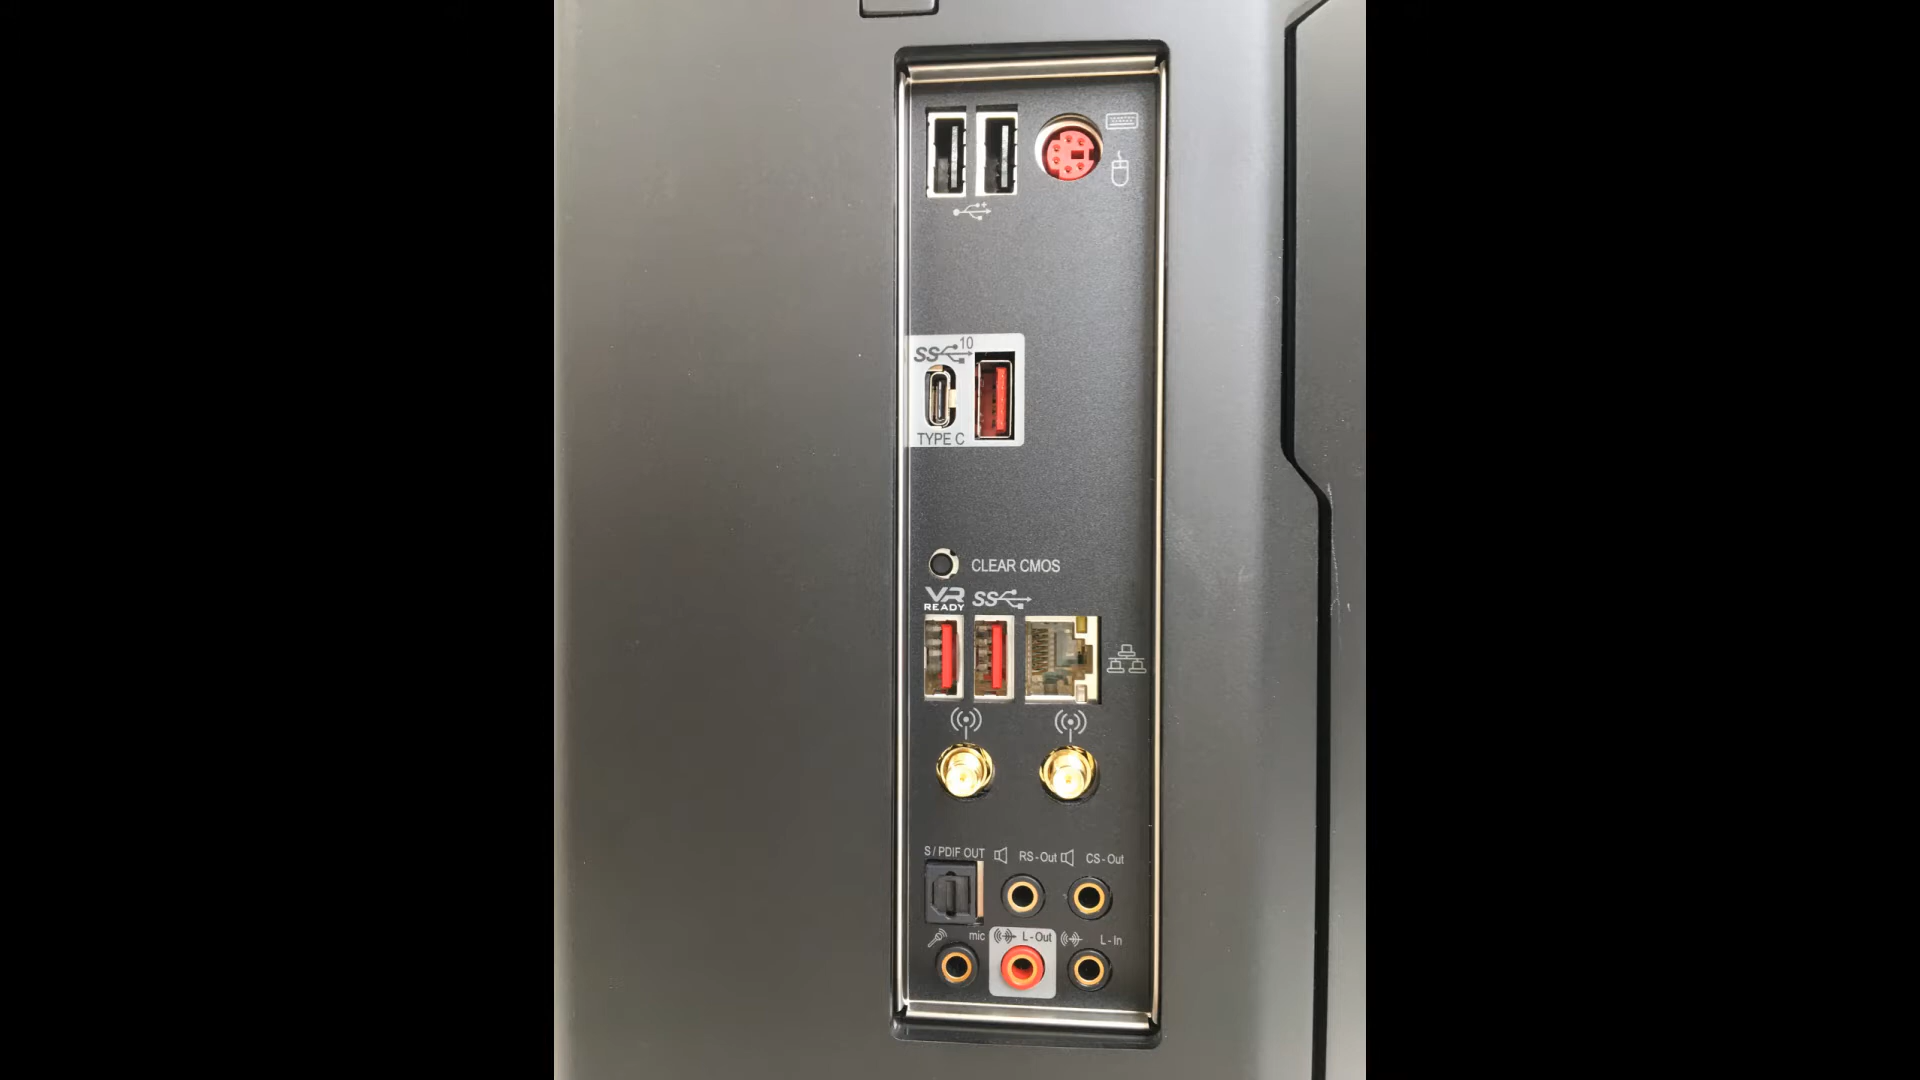 SS 10
TYPE C
CLEAR CMOS
VR READY SS
S/PDIF OUT RS-Out CS-Out
mic L-Out L-In